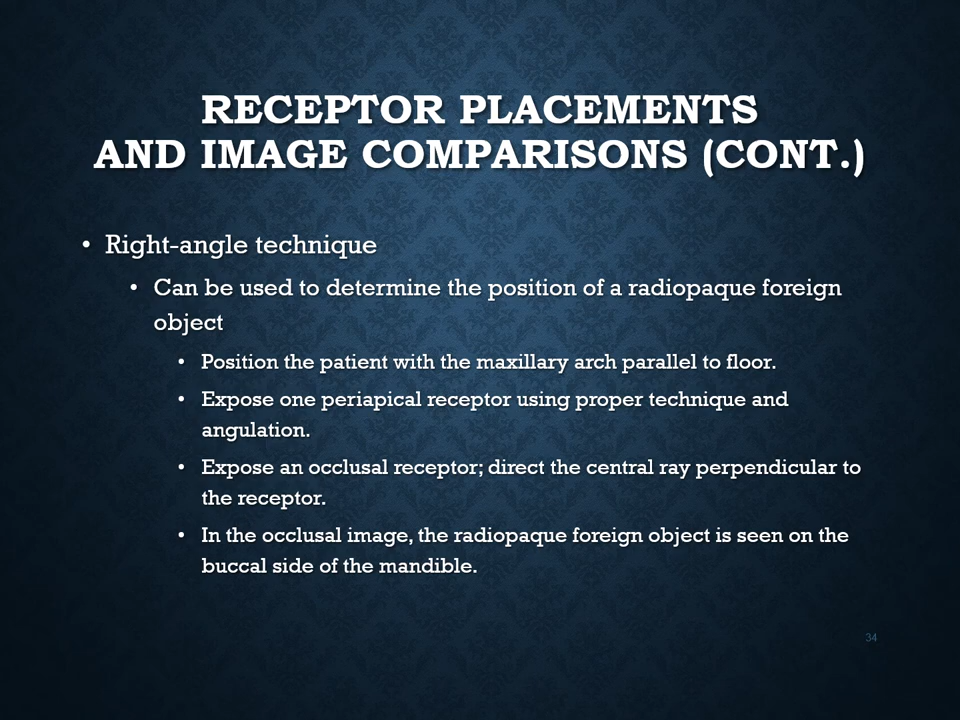 RECEPTOR PLACEMENTS
AND IMAGE COMPARISONS (CONT.)
• Right-angle technique
• Can be used to determine the position of a radiopaque foreign
object
• Position the patient with the maxillary arch parallel to floor.
• Expose one periapical receptor using proper technique and
angulation.
• Expose an occlusal receptor; direct the central ray perpendicular to
the receptor.
• In the occlusal image, the radiopaque foreign object is seen on the
buccal side of the mandible.
34